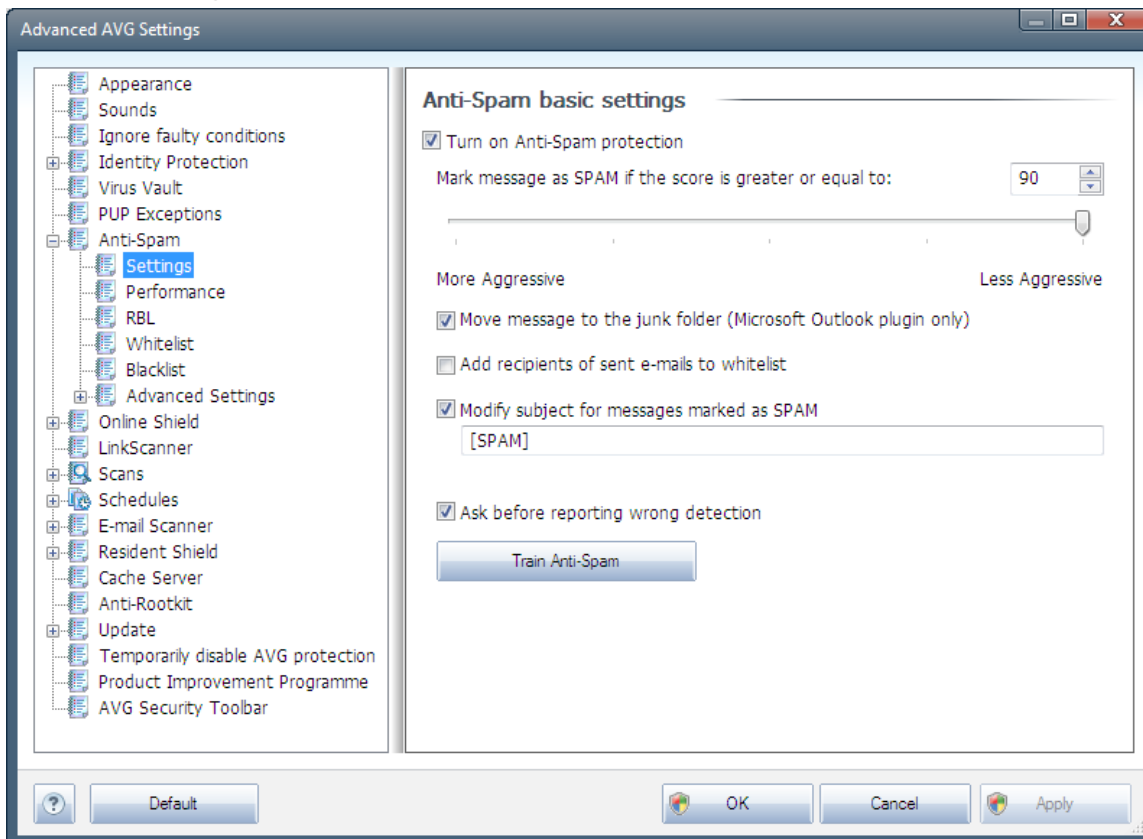 Advanced AVG Settings
Appearance
Sounds
Ignore faulty conditions
Identity Protection
Virus Vault
PUP Exceptions
Anti-Spam
Settings
Performance
RBL
Whitelist
Blacklist
Advanced Settings
Online Shield
LinkScanner
Scans
Schedules
E-mail Scanner
Resident Shield
Cache Server
Anti-Rootkit
Update
Temporarily disable AVG protection
Product Improvement Programme
AVG Security Toolbar
Anti-Spam basic settings
Turn on Anti-Spam protection
Mark message as SPAM if the score is greater or equal to: 90
More Aggressive Less Aggressive
Move message to the junk folder (Microsoft Outlook plugin only)
Add recipients of sent e-mails to whitelist
Modify subject for messages marked as SPAM
[SPAM]
Ask before reporting wrong detection
Train Anti-Spam
? Default OK Cancel Apply